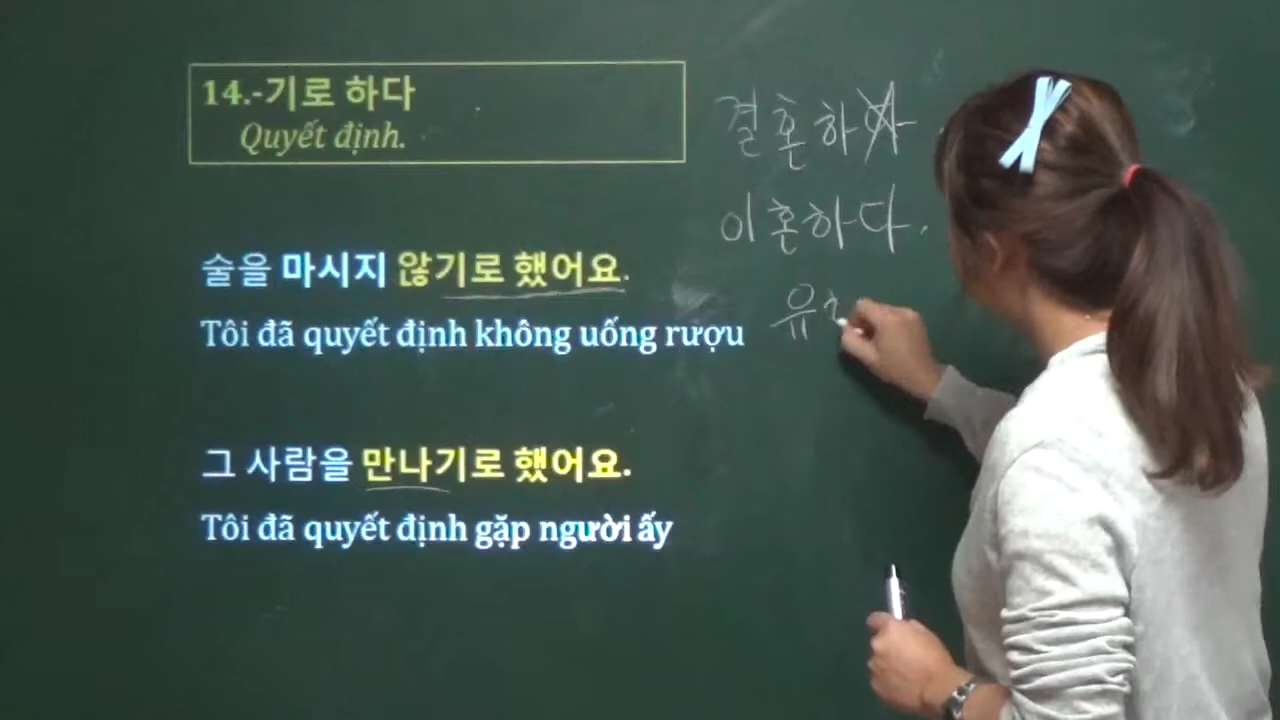 14.-기로 하다
Quyết định.
술을 마시지 않기로 했어요.
Tôi đã quyết định không uống rượu
그 사람을 만나기로 했어요.
Tôi đã quyết định gặp người ấy
결혼하다
이혼하다.
유